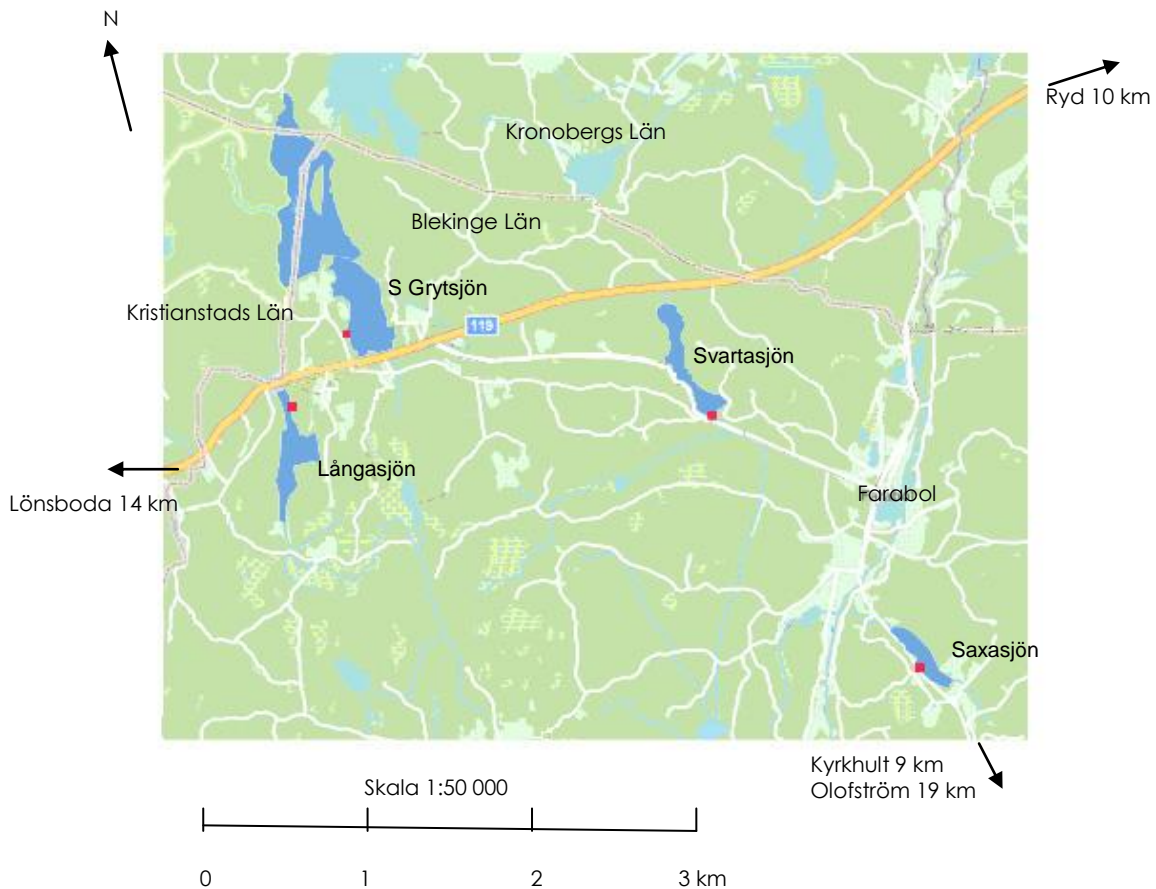 N
Ryd 10 km
Kronobergs Län
Blekinge Län
S Grytsjön
Kristianstads Län
119
Svartasjön
Långasjön
Lönsboda 14 km
Farabol
Saxasjön
Kyrkhult 9 km
Olofström 19 km
Skala 1:50 000
0 1 2 3 km